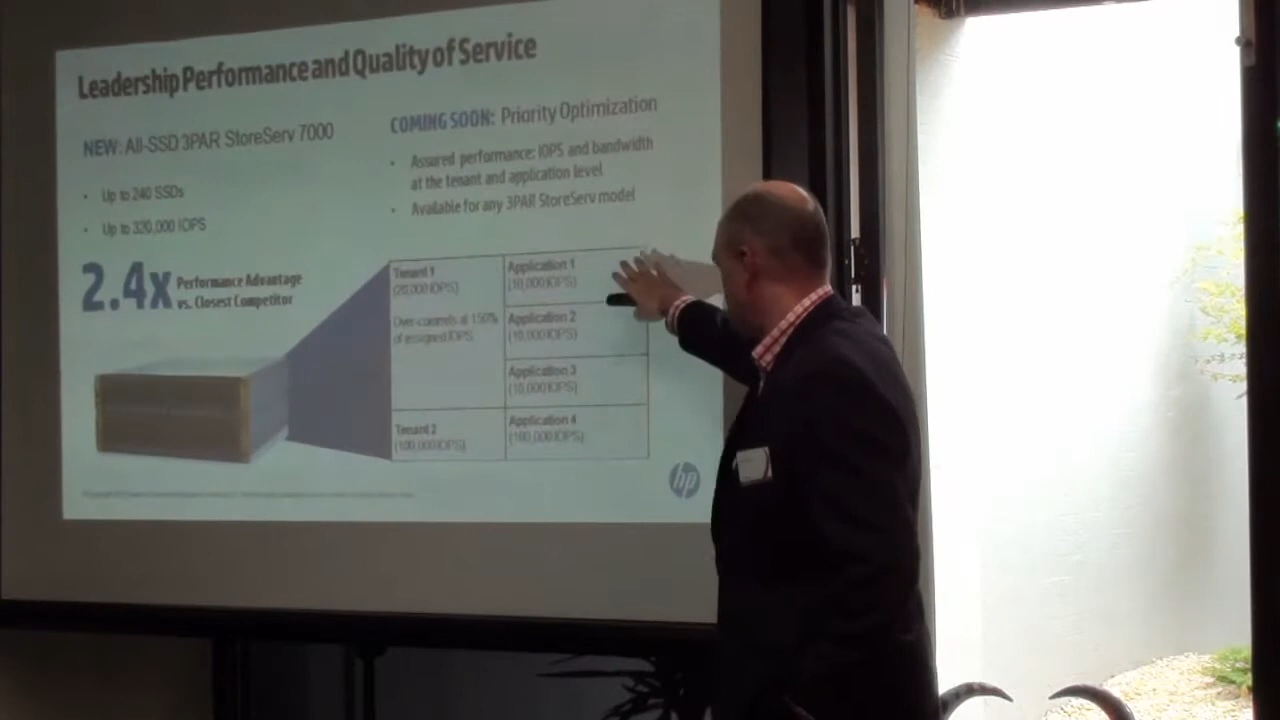 Leadership Performance and Quality of Service
NEW: All-SSD 3PAR StoreServ 7000
• Up to 240 SSDs
• Up to 320,000 IOPS
2.4x Performance Advantage
vs. Closest Competitor
COMING SOON: Priority Optimization
• Assured performance: IOPS and bandwidth
at the tenant and application level
• Available for any 3PAR StoreServ model
Tenant 1
(20,000 IOPS)
Over-commits at 150%
of assigned IOPS
Application 1
(10,000 IOPS)
Application 2
(10,000 IOPS)
Application 3
(10,000 IOPS)
Tenant 2
(100,000 IOPS)
Application 4
(100,000 IOPS)
hp